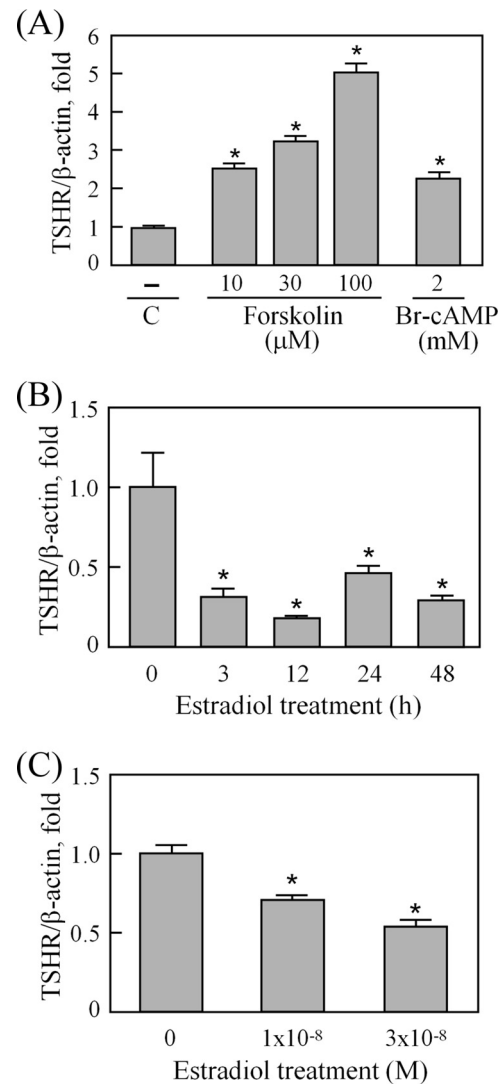 (A)
TSHR/β-actin, fold
6
5
4
3
2
1
0
*
*
*
*
– 10 30 100 2
C Forskolin Br-cAMP
(μM) (mM)
(B)
TSHR/β-actin, fold
1.5
1.0
0.5
0
*
*
*
*
0 3 12 24 48
Estradiol treatment (h)
(C)
TSHR/β-actin, fold
1.5
1.0
0.5
0
*
*
0 1x10⁻⁸ 3x10⁻⁸
Estradiol treatment (M)